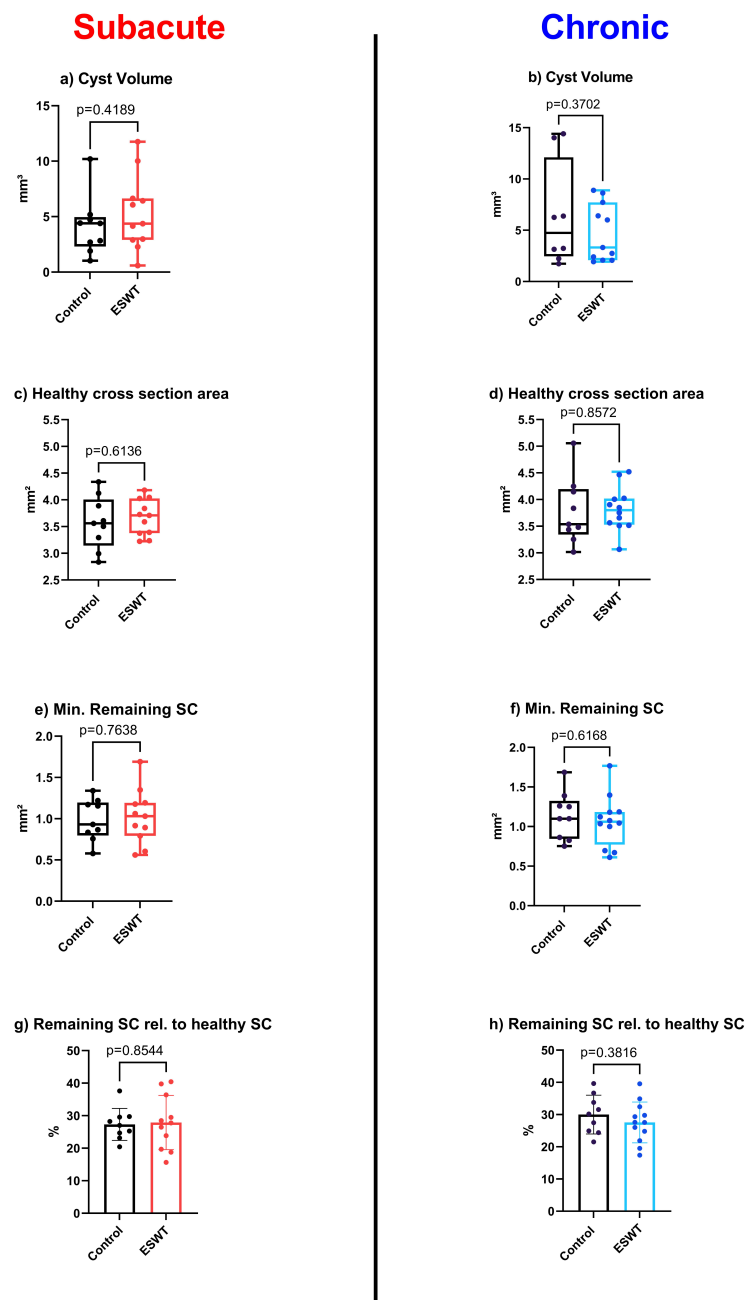 Subacute
Chronic
a) Cyst Volume
p=0.4189
15
10
5
0
mm³
Control
ESWT
b) Cyst Volume
p=0.3702
15
10
5
0
mm³
Control
ESWT
c) Healthy cross section area
p=0.6136
5.5
5.0
4.5
4.0
3.5
3.0
2.5
mm²
Control
ESWT
d) Healthy cross section area
p=0.8572
5.5
5.0
4.5
4.0
3.5
3.0
2.5
mm²
Control
ESWT
e) Min. Remaining SC
p=0.7638
2.0
1.5
1.0
0.5
0.0
mm²
Control
ESWT
f) Min. Remaining SC
p=0.6168
2.0
1.5
1.0
0.5
0.0
mm²
Control
ESWT
g) Remaining SC rel. to healthy SC
p=0.8544
50
40
30
20
10
0
%
Control
ESWT
h) Remaining SC rel. to healthy SC
p=0.3816
50
40
30
20
10
0
%
Control
ESWT